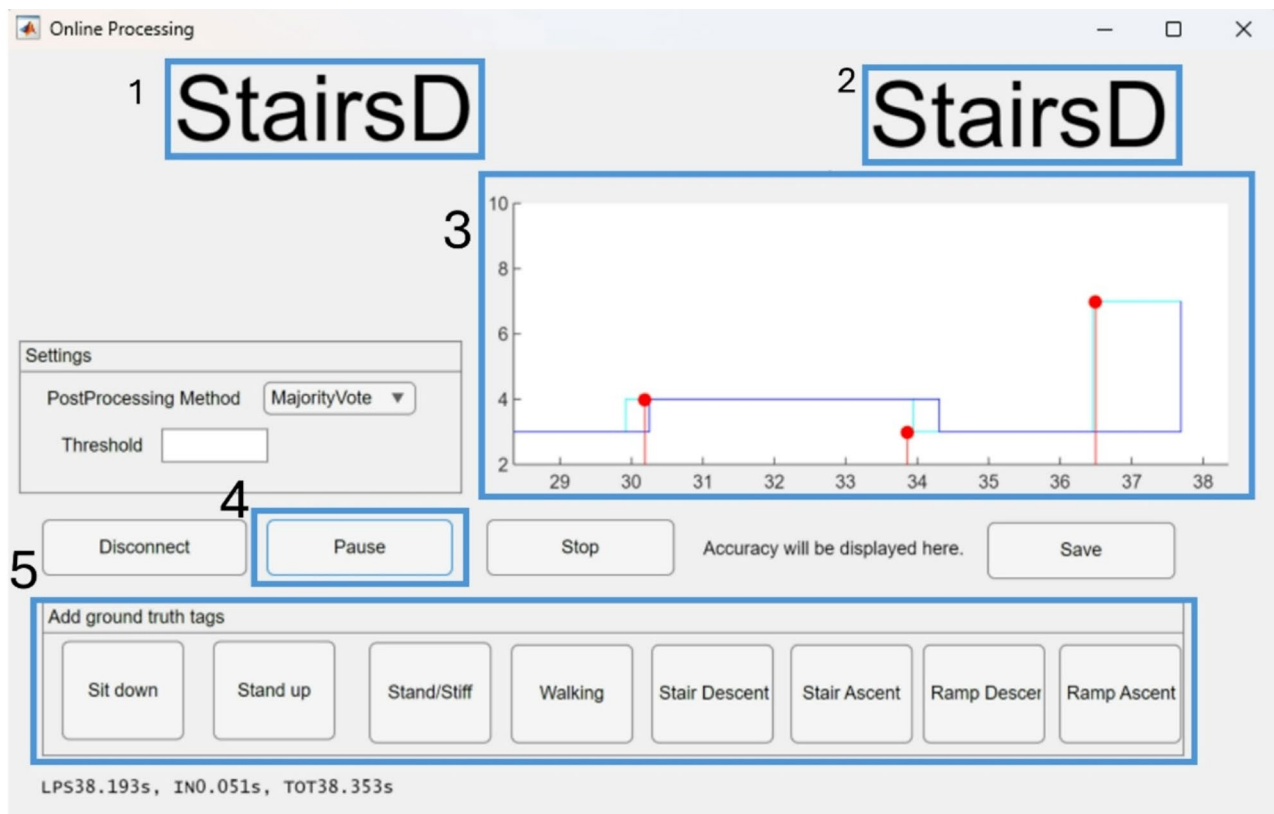 Online Processing
1 StairsD
2 StairsD
3
10
8
6
4
2
29 30 31 32 33 34 35 36 37 38
Settings
PostProcessing Method MajorityVote
Threshold
4
Disconnect Pause Stop Accuracy will be displayed here. Save
5
Add ground truth tags
Sit down Stand up Stand/Stiff Walking Stair Descent Stair Ascent Ramp Descer Ramp Ascent
LPS38.193s, IN0.051s, TOT38.353s